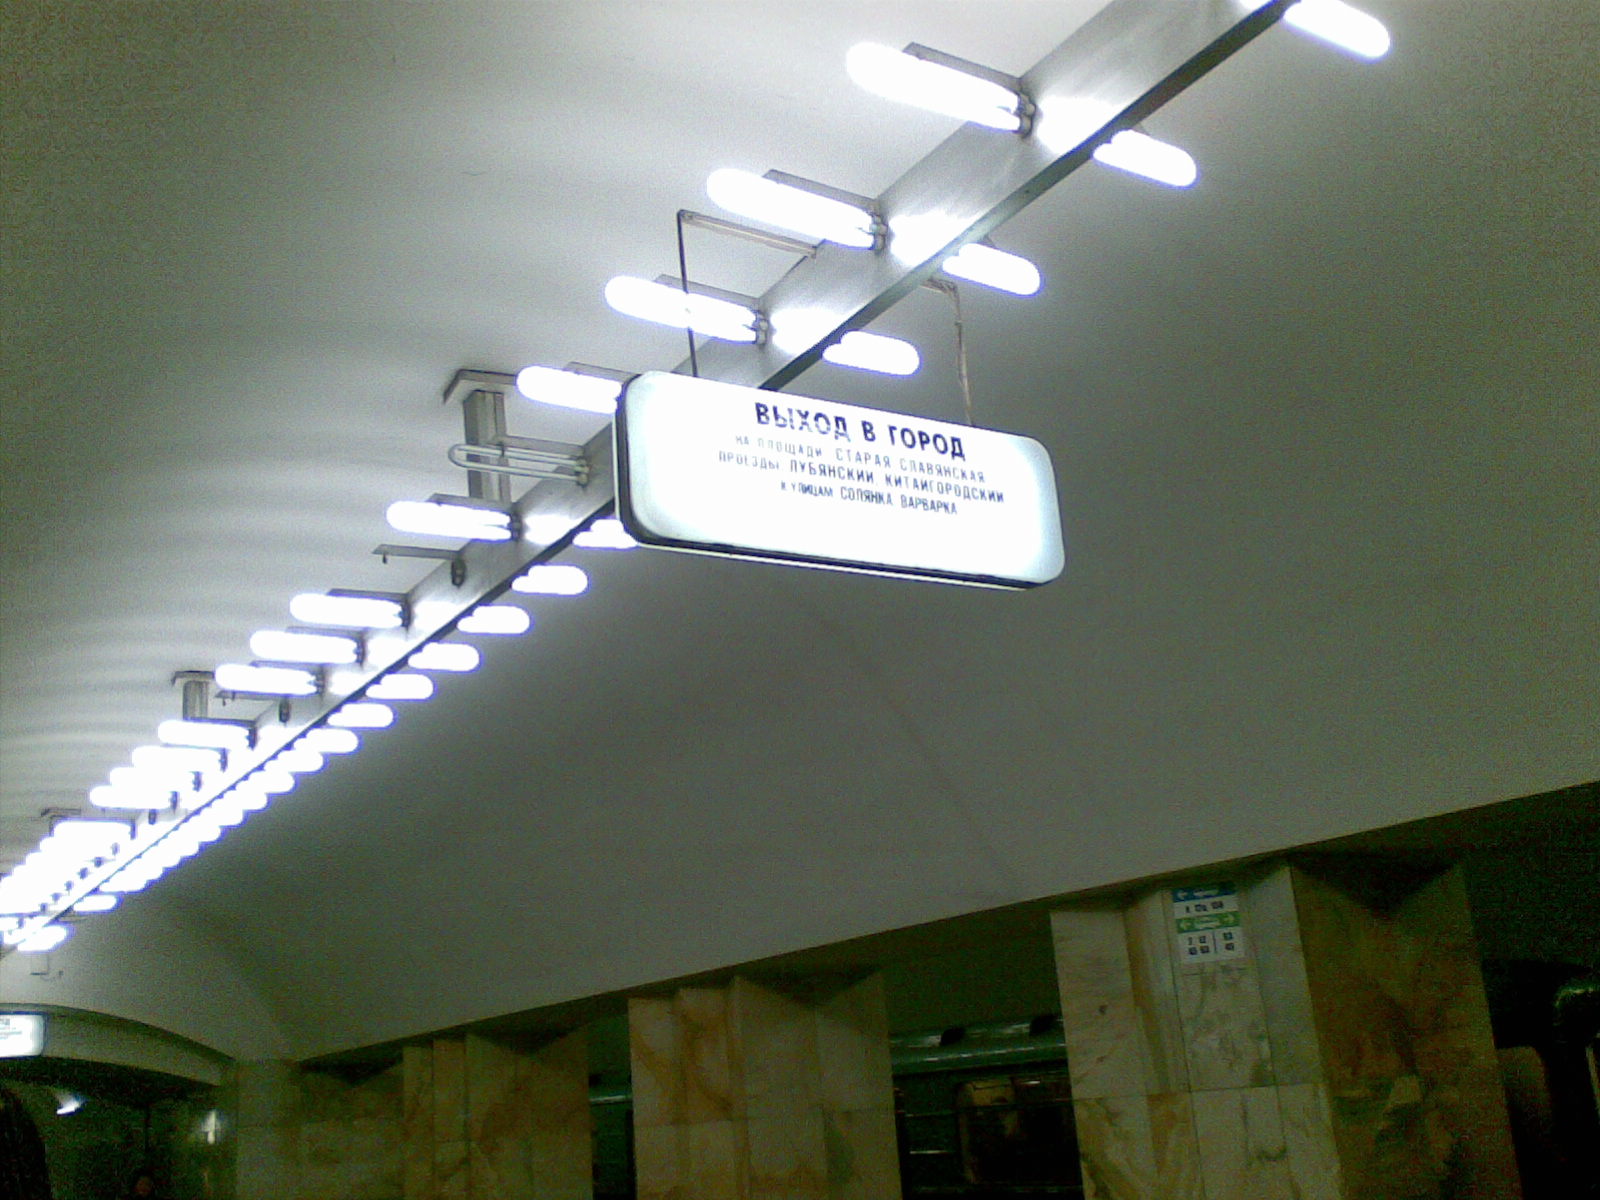 ВЫХОД В ГОРОД
НА ПЛОЩАДИ СТАРАЯ СЛАВЯНСКАЯ
ПРОЕЗДЫ ЛУБЯНСКИЙ, КИТАЙГОРОДСКИЙ
К УЛИЦАМ СОЛЯНКА ВАРВАРКА